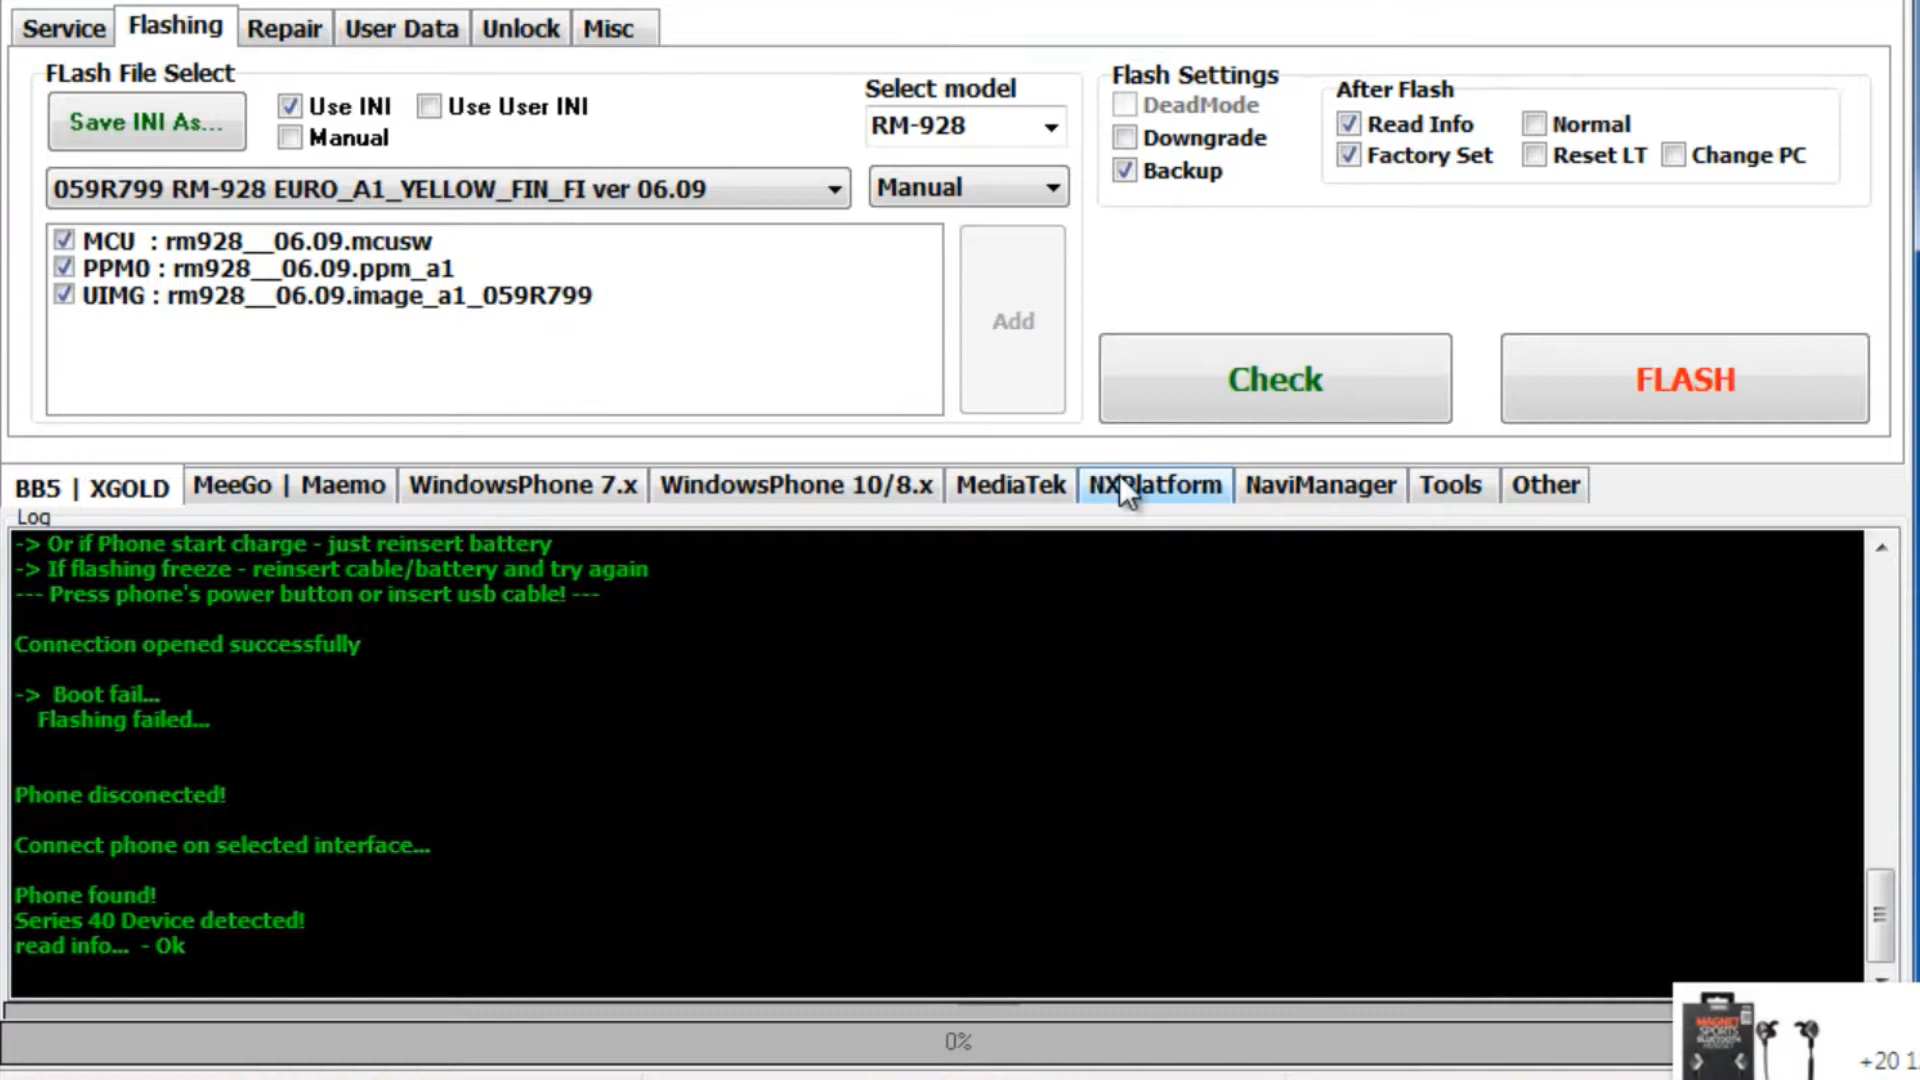 Service Flashing Repair User Data Unlock Misc
FLash File Select
Save INI As...
Use INI
Use User INI
Manual
Select model
RM-928
059R799 RM-928 EURO_A1_YELLOW_FIN_FI ver 06.09
Manual
MCU : rm928__06.09.mcusw
PPM0 : rm928__06.09.ppm_a1
UIMG : rm928__06.09.image_a1_059R799
Add
Flash Settings
DeadMode
Downgrade
Backup
After Flash
Read Info
Normal
Factory Set
Reset LT
Change PC
Check
FLASH
BB5 | XGOLD MeeGo | Maemo WindowsPhone 7.x WindowsPhone 10/8.x MediaTek NXPlatform NaviManager Tools Other
Log
-> Or if Phone start charge - just reinsert battery
-> If flashing freeze - reinsert cable/battery and try again
--- Press phone's power button or insert usb cable! ---
Connection opened successfully
-> Boot fail...
Flashing failed...
Phone disconected!
Connect phone on selected interface...
Phone found!
Series 40 Device detected!
read info... - Ok
0%
MAGNET
SPORTS
BLUETOOTH
HEADSET
+20 1